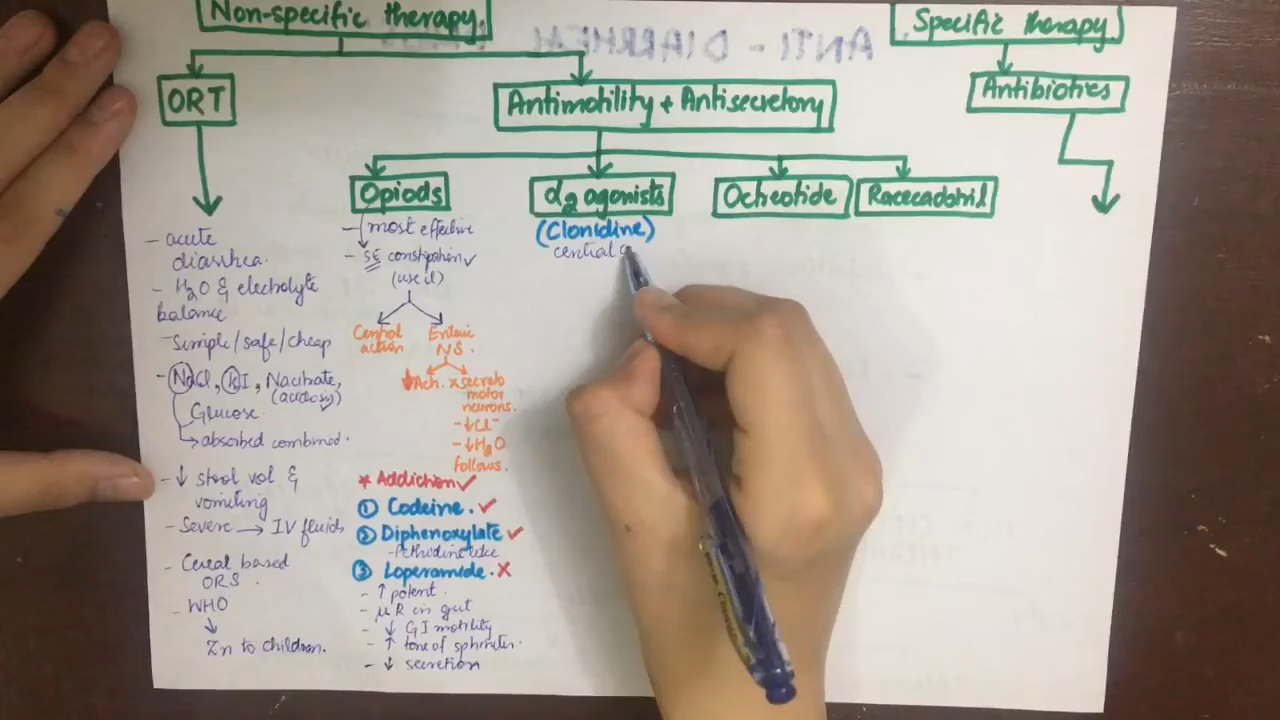 Non-specific therapy.
Specific therapy.
ANTI - DIARRHEAL
ORT
Antimotility + Antisecretory
Antibiotics
Opiods
α2 agonists
Octreotide
Racecadotril
(Clonidine)
central
- acute
diarrhea.
- H2O & electrolyte
balance
- Simple/safe/cheap
- NaCl, KI, Nacitrate,
(acidosis)
Glucose.
→ absorbed combined.
- ↓ stool vol &
vomiting
- Severe → IV fluids
- Cereal based
ORS.
- WHO
↓
Zn to children.
- most effective
- SE constipation ✓
(use it)
Central
action
Enteric
N.S.
↓Ach.
x secreto
motor
neurons.
- ↓Cl⁻
- ↓H2O
follows.
* Addiction ✓
① Codeine. ✓
② Diphenoxylate ✓
- Pethidine like
③ Loperamide. X
- ↑ potent.
- μR in gut
- ↓ GI motility
- ↑ tone of sphincter.
- ↓ secretion